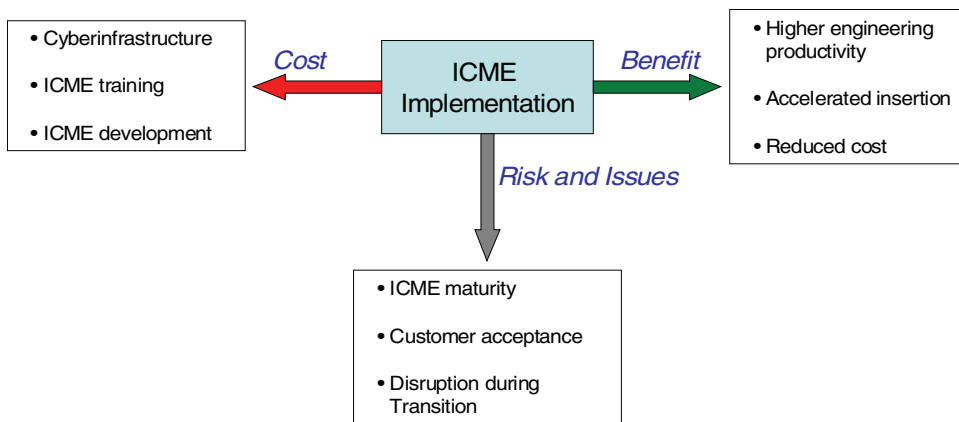 • Cyberinfrastructure
• ICME training
• ICME development
Cost
ICME
Implementation
Benefit
• Higher engineering
productivity
• Accelerated insertion
• Reduced cost
Risk and Issues
• ICME maturity
• Customer acceptance
• Disruption during
Transition